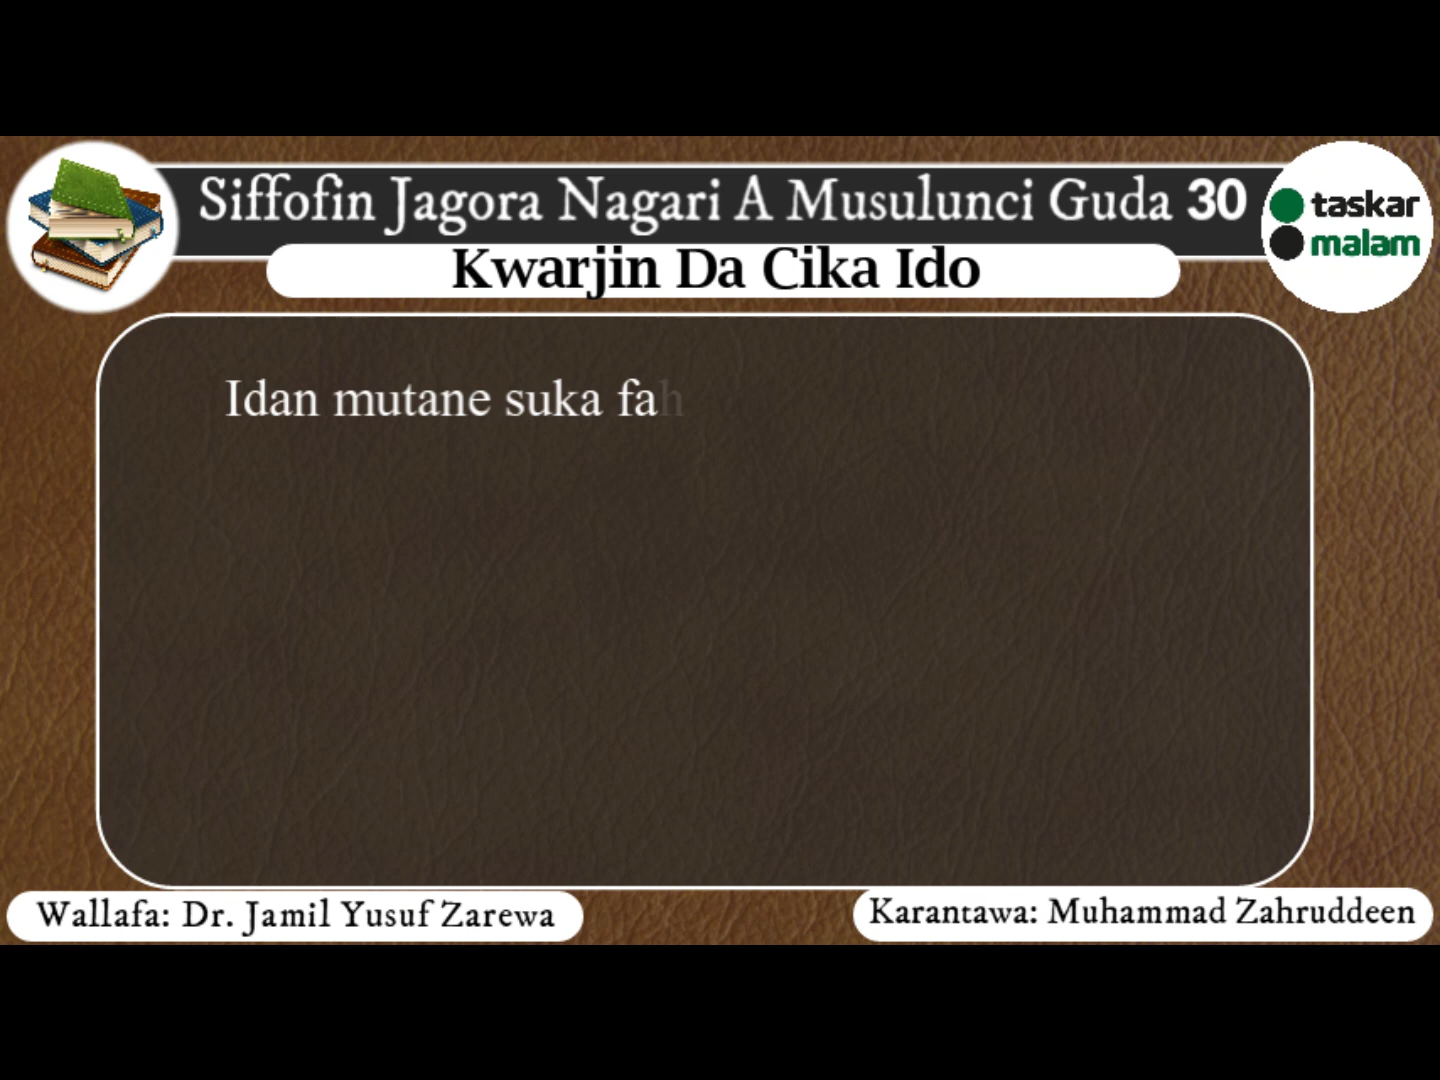 Siffofin Jagora Nagari A Musulunci Guda 30
taskar
malam
Kwarjin Da Cika Ido
Idan mutane suka fah
Wallafa: Dr. Jamil Yusuf Zarewa
Karantawa: Muhammad Zahruddeen